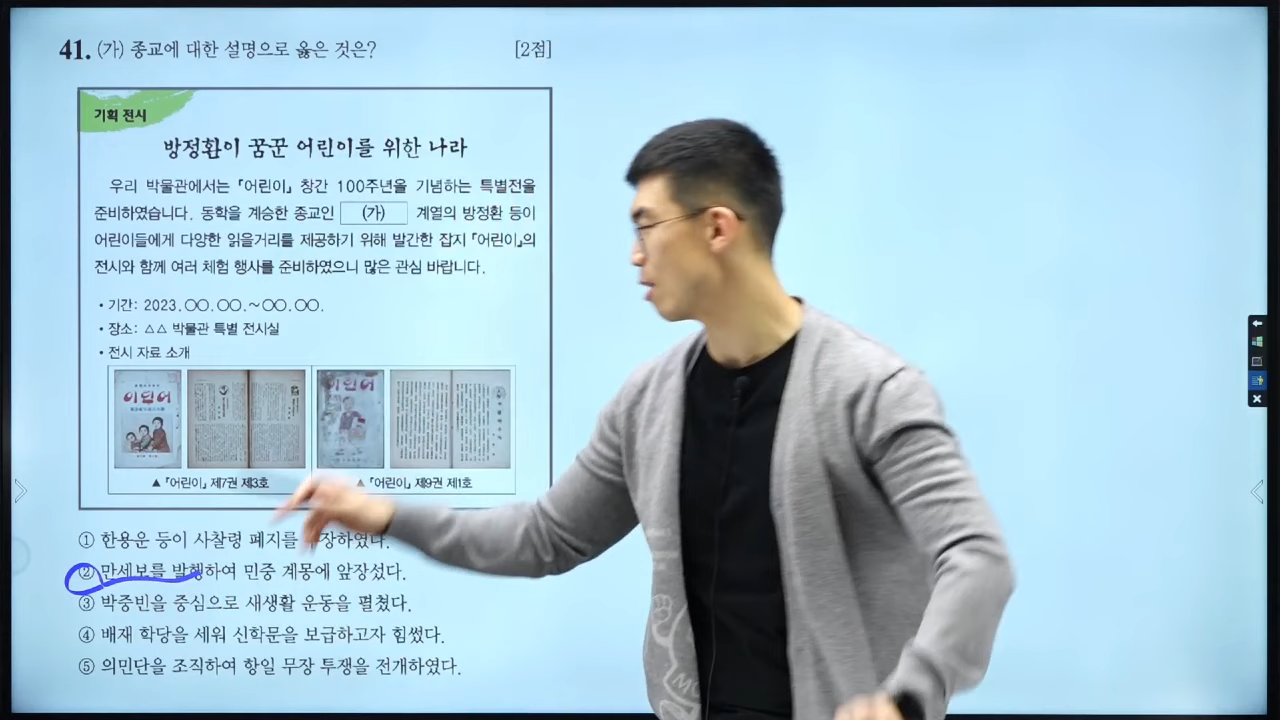 41. (가) 종교에 대한 설명으로 옳은 것은? [2점]
기획 전시
방정환이 꿈꾼 어린이를 위한 나라
우리 박물관에서는 『어린이』 창간 100주년을 기념하는 특별전을
준비하였습니다. 동학을 계승한 종교인 (가) 계열의 방정환 등이
어린이들에게 다양한 읽을거리를 제공하기 위해 발간한 잡지 『어린이』의
전시와 함께 여러 체험 행사를 준비하였으니 많은 관심 바랍니다.
• 기간: 2023.○○.○○.~○○.○○.
• 장소: △△ 박물관 특별 전시실
• 전시 자료 소개
이린어
이린어
▲『어린이』 제7권 제3호
▲『어린이』 제9권 제1호
① 한용운 등이 사찰령 폐지를 장하였다.
② 만세보를 발행하여 민중 계몽에 앞장섰다.
③ 박중빈을 중심으로 새생활 운동을 펼쳤다.
④ 배재 학당을 세워 신학문을 보급하고자 힘썼다.
⑤ 의민단을 조직하여 항일 무장 투쟁을 전개하였다.